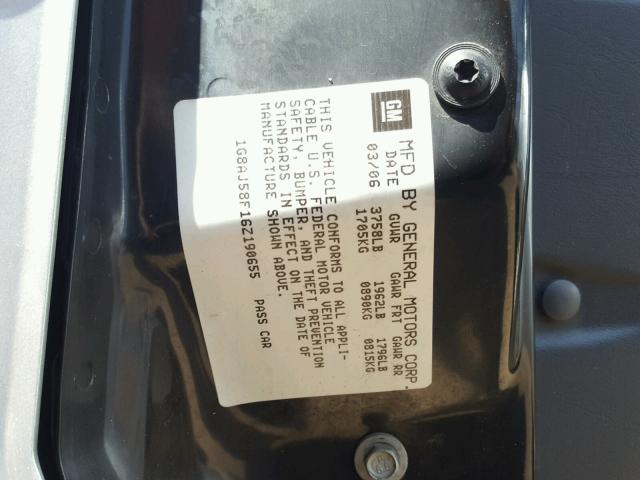 GM
MFD BY GENERAL MOTORS CORP.
DATE GVWR GAWR FRT GAWR RR
03/06 3758LB 1962LB 1796LB
1705KG 0890KG 0815KG
THIS VEHICLE CONFORMS TO ALL APPLI-
CABLE U.S. FEDERAL MOTOR VEHICLE
SAFETY, BUMPER, AND THEFT PREVENTION
STANDARDS IN EFFECT ON THE DATE OF
MANUFACTURE SHOWN ABOVE.
1G8AJ58F16Z190655 PASS CAR